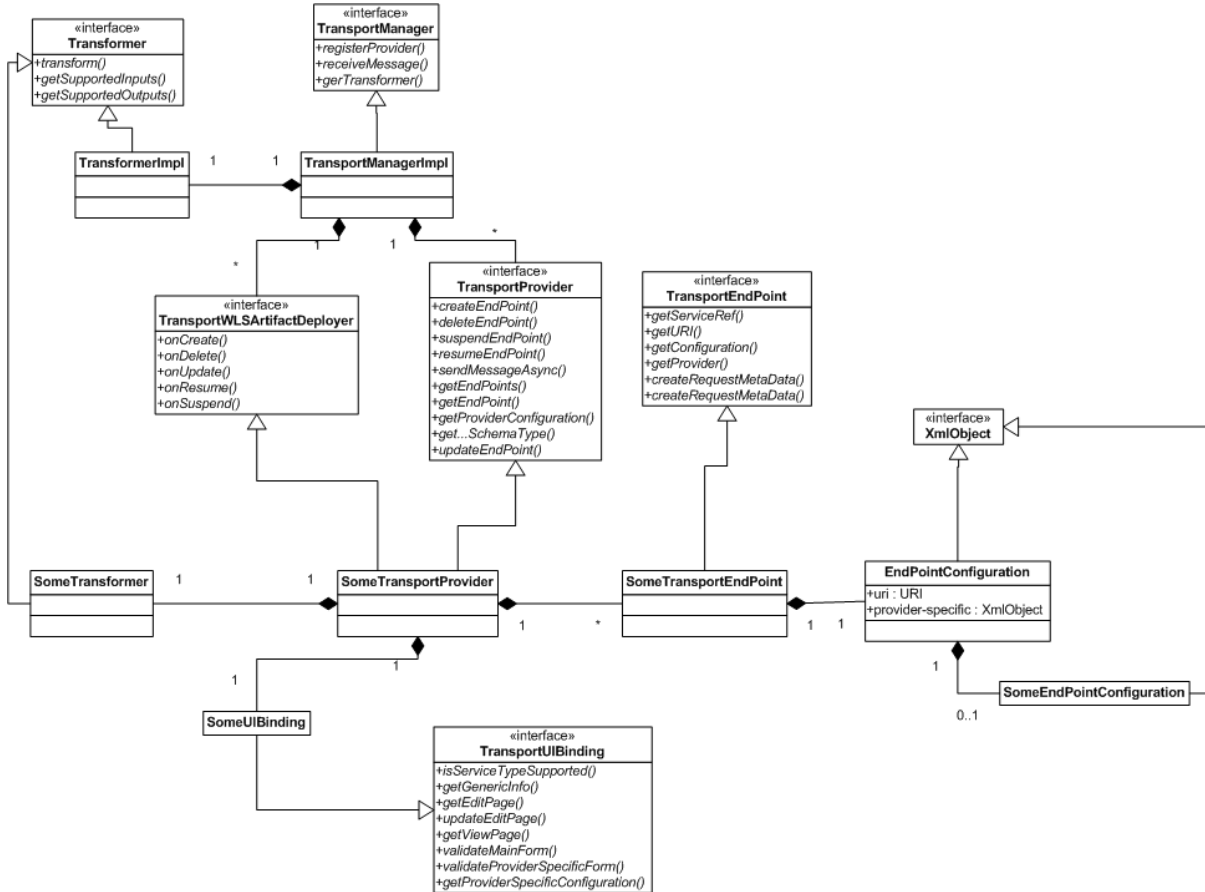 «interface»
Transformer
+transform()
+getSupportedInputs()
+getSupportedOutputs()
«interface»
TransportManager
+registerProvider()
+receiveMessage()
+gerTransformer()
TransformerImpl
1
1
TransportManagerImpl
1
1
*
*
«interface»
TransportWLSArtifactDeployer
+onCreate()
+onDelete()
+onUpdate()
+onResume()
+onSuspend()
«interface»
TransportProvider
+createEndPoint()
+deleteEndPoint()
+suspendEndPoint()
+resumeEndPoint()
+sendMessageAsync()
+getEndPoints()
+getEndPoint()
+getProviderConfiguration()
+get...SchemaType()
+updateEndPoint()
«interface»
TransportEndPoint
+getServiceRef()
+getURI()
+getConfiguration()
+getProvider()
+createRequestMetaData()
+createRequestMetaData()
«interface»
XmlObject
SomeTransformer
1
1
SomeTransportProvider
1
*
SomeTransportEndPoint
1
1
EndPointConfiguration
+uri : URI
+provider-specific : XmlObject
1
0..1
SomeEndPointConfiguration
1
1
SomeUIBinding
«interface»
TransportUIBinding
+isServiceTypeSupported()
+getGenericInfo()
+getEditPage()
+updateEditPage()
+getViewPage()
+validateMainForm()
+validateProviderSpecificForm()
+getProviderSpecificConfiguration()